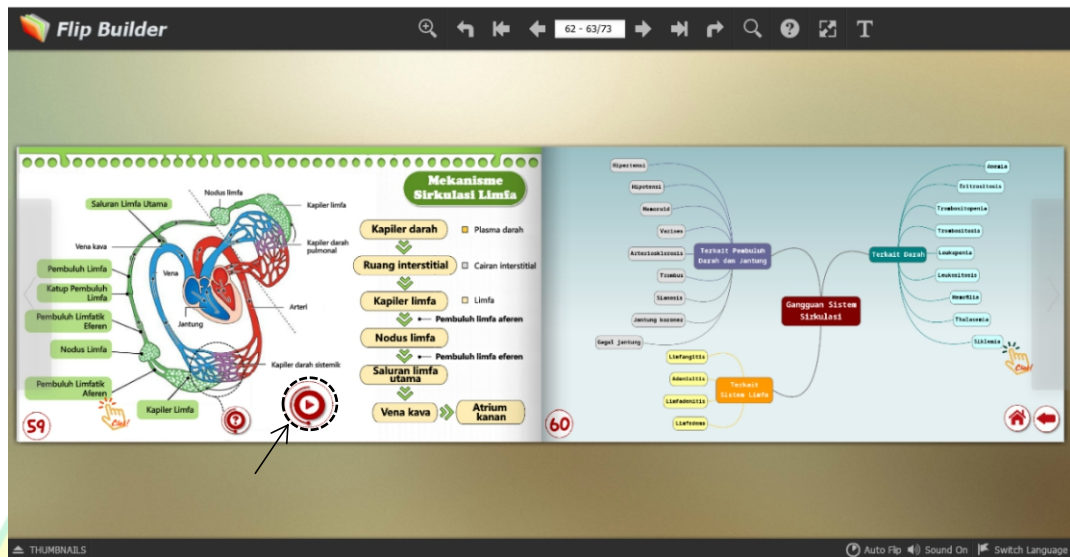 Flip Builder
62 - 63/73
T
Mekanisme
Sirkulasi Limfa
Nodus limfa
Saluran Limfa Utama
Kapiler limfa
Vena kava
Kapiler darah
pulmonal
Pembuluh Limfa
Vena
Katup Pembuluh
Limfa
Arteri
Pembuluh Limfatik
Eferen
Jantung
Nodus Limfa
Kapiler darah sistemik
Pembuluh Limfatik
Aferen
Kapiler Limfa
Click!
?
59
Kapiler darah
Plasma darah
Ruang interstitial
Cairan interstitial
Kapiler limfa
Limfa
Pembuluh limfa aferen
Nodus limfa
Pembuluh limfa eferen
Saluran limfa
utama
Vena kava
Atrium
kanan
Hipertensi
Hipotensi
Hemoroid
Varises
Arteriosklerosis
Trombus
Sianosis
Jantung koroner
Gagal jantung
Terkait Pembuluh
Darah dan Jantung
Gangguan Sistem
Sirkulasi
Terkait Darah
Anemia
Eritrositosis
Trombositopenia
Trombositosis
Leukopenia
Leukositosis
Hemofilia
Thalasemia
Siklemia
Click!
Limfangitis
Adenioitis
Limfadenitis
Limfedema
Terkait
Sistem Limfa
60
THUMBNAILS
Auto Flip
Sound On
Switch Language